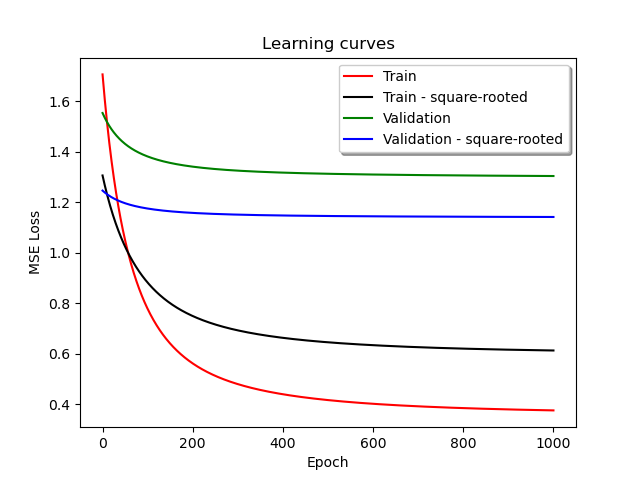 Learning curves
Train
Train - square-rooted
Validation
Validation - square-rooted
1.6
1.4
1.2
1.0
0.8
0.6
0.4
MSE Loss
0 200 400 600 800 1000
Epoch